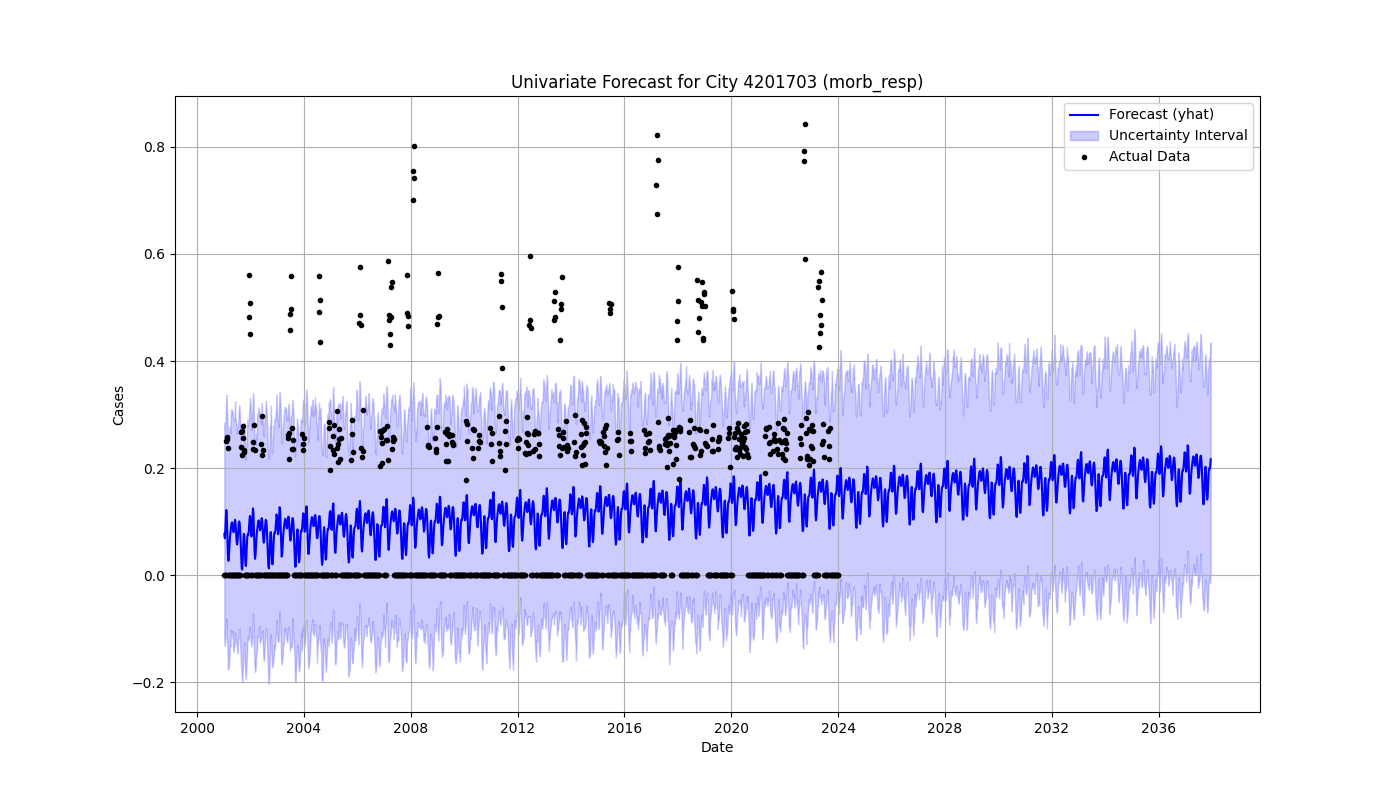 Univariate Forecast for City 4201703 (morb_resp)
Forecast (yhat)
Uncertainty Interval
Actual Data
Cases
0.8
0.6
0.4
0.2
0.0
−0.2
2000 2004 2008 2012 2016 2020 2024 2028 2032 2036
Date